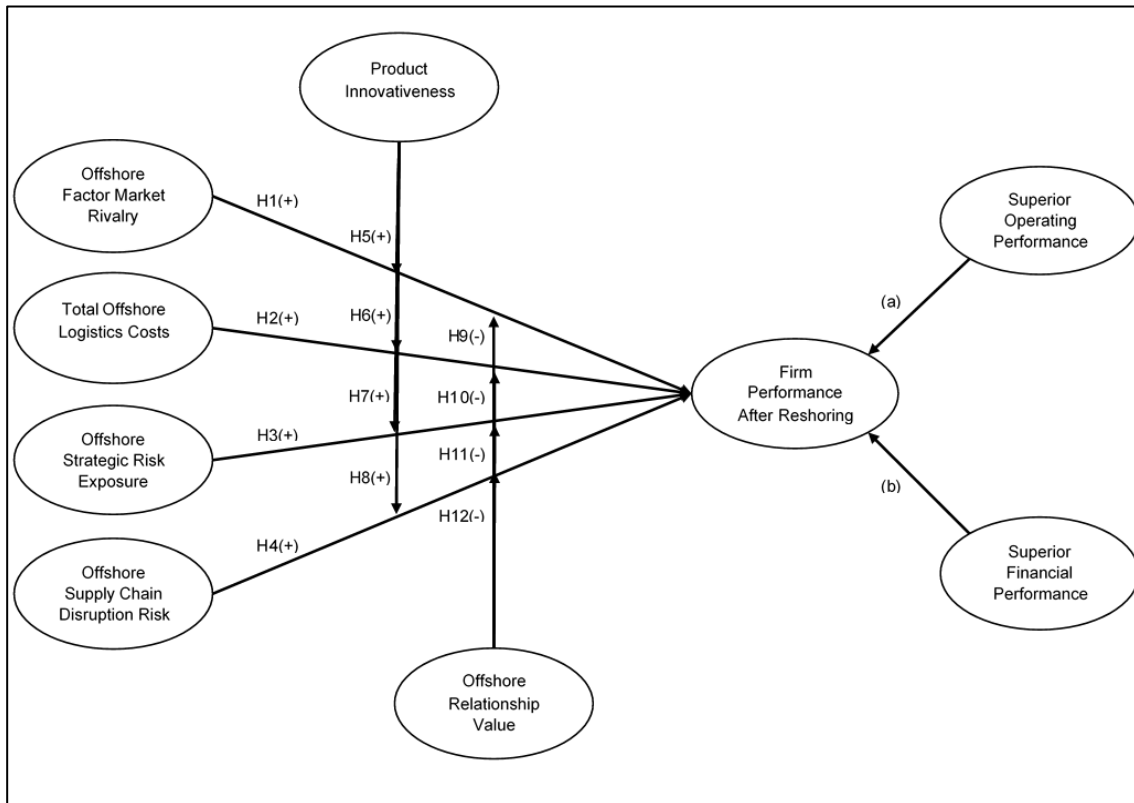 Product
Innovativeness
Offshore
Factor Market
Rivalry
H1(+)
H5(+)
Superior
Operating
Performance
Total Offshore
Logistics Costs
H2(+)
H6(+)
H9(-)
(a)
Firm
Performance
After Reshoring
H7(+)
H10(-)
Offshore
Strategic Risk
Exposure
H3(+)
H8(+)
H11(-)
(b)
H12(-)
Offshore
Supply Chain
Disruption Risk
H4(+)
Superior
Financial
Performance
Offshore
Relationship
Value